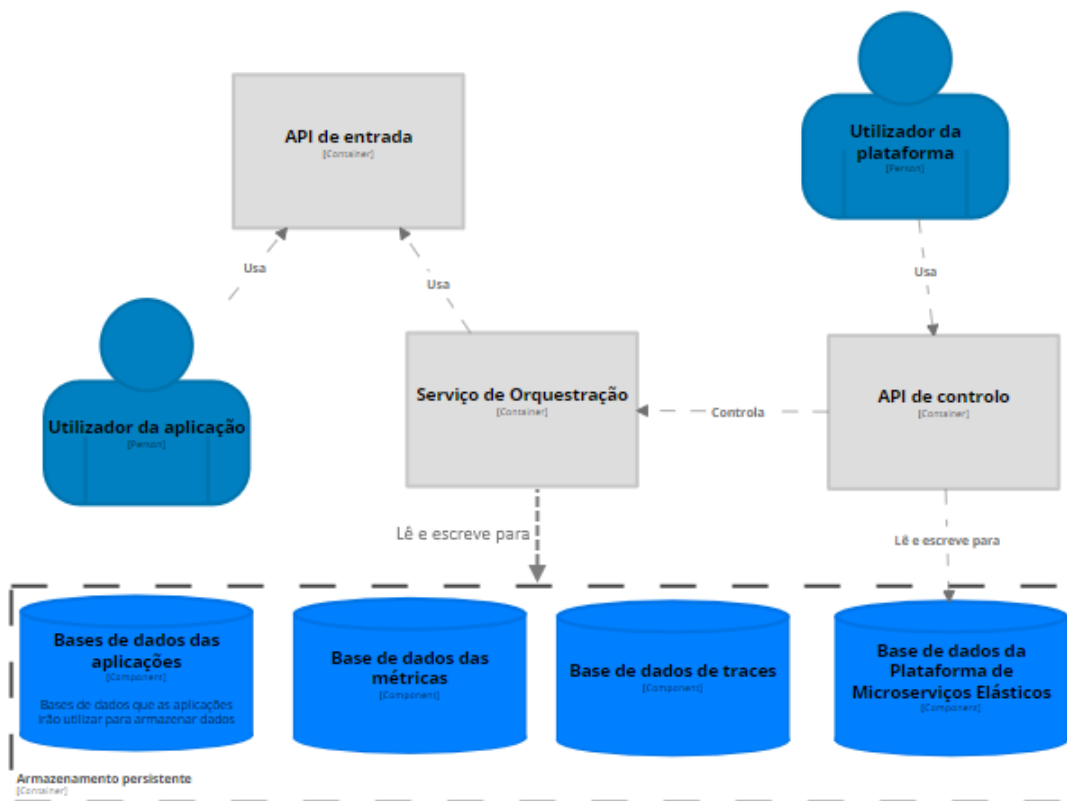 API de entrada
[Container]
Utilizador da
plataforma
[Person]
Usa
Usa
Usa
Utilizador da aplicação
[Person]
Serviço de Orquestração
[Container]
Controla
API de controlo
[Container]
Lê e escreve para
Lê e escreve para
Bases de dados das
aplicações
[Component]
Bases de dados que as aplicações
irão utilizar para armazenar dados
Base de dados das
métricas
[Component]
Base de dados de traces
[Component]
Base de dados da
Plataforma de
Microserviços Elásticos
[Component]
Armazenamento persistente
[Container]